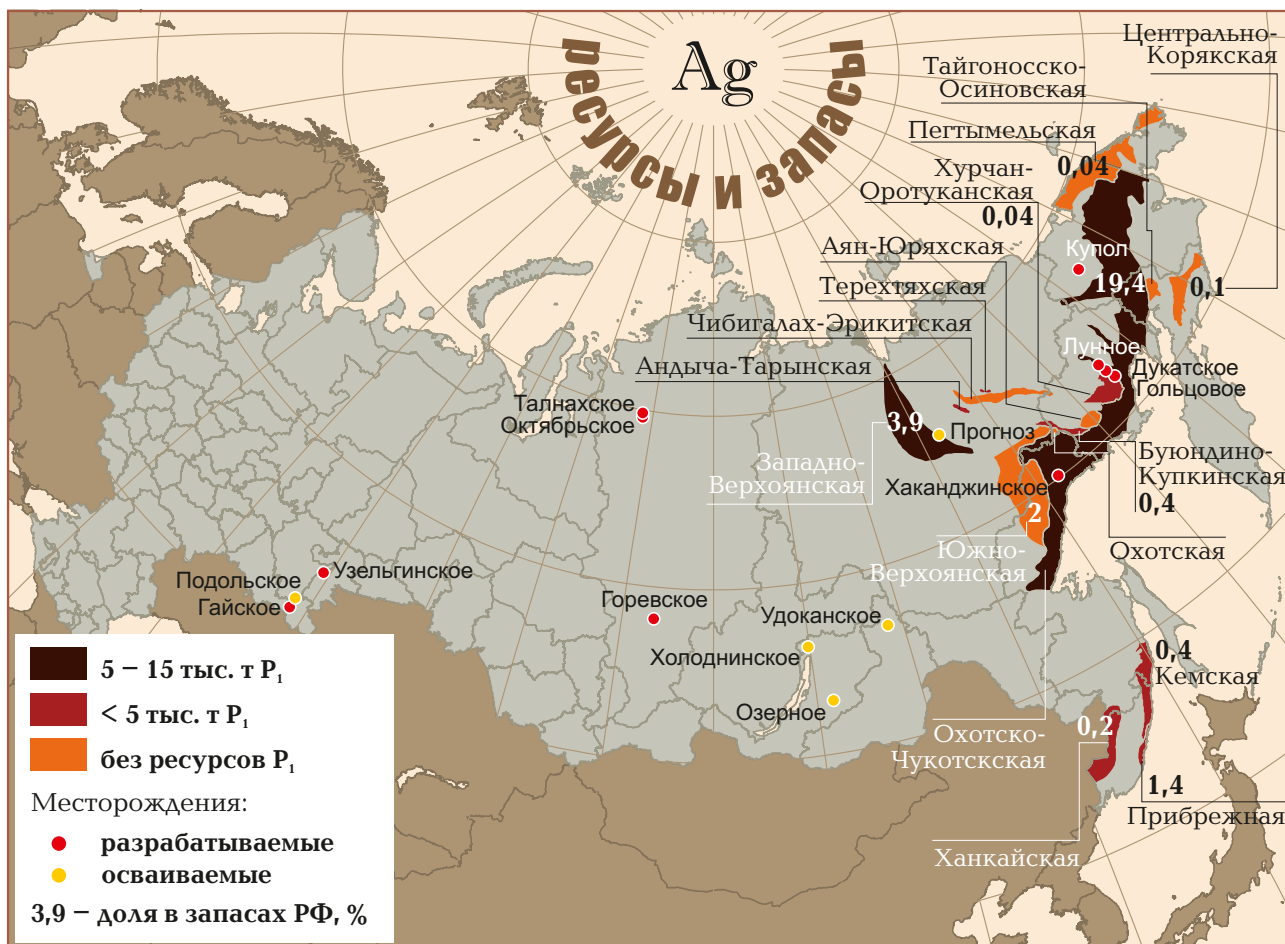 Ag
ресурсы и запасы
Центрально-
Корякская
Тайгоносско-
Осиновская
Пегтымельская
0,04
Хурчан-
Оротуканская
0,04
Аян-Юряхская
Терехтяхская
Чибигалах-Эрикитская
Андыча-Тарынская
Купол
19,4
0,1
Лунное
Дукатское
Гольцовое
Талнахское
Октябрьское
3,9
Прогноз
Западно-
Верхоянская
Хаканджинское
Буюндино-
Купкинская
0,4
2
Охотская
Южно-
Верхоянская
Подольское
Гайское
Узельгинское
Горевское
Удоканское
Холоднинское
Озерное
0,4
Кемская
0,2
Охотско-
Чукотскская
1,4
Прибрежная
Ханкайская
5 – 15 тыс. т P₁
< 5 тыс. т P₁
без ресурсов P₁
Месторождения:
разрабатываемые
осваиваемые
3,9 – доля в запасах РФ, %